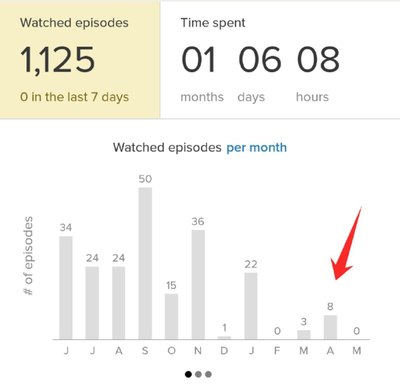 Watched episodes
1,125
0 in the last 7 days
Time spent
01 06 08
months days hours
Watched episodes per month
# of episodes
34
24
24
50
15
36
1
22
0
3
8
0
J J A S O N D J F M A M